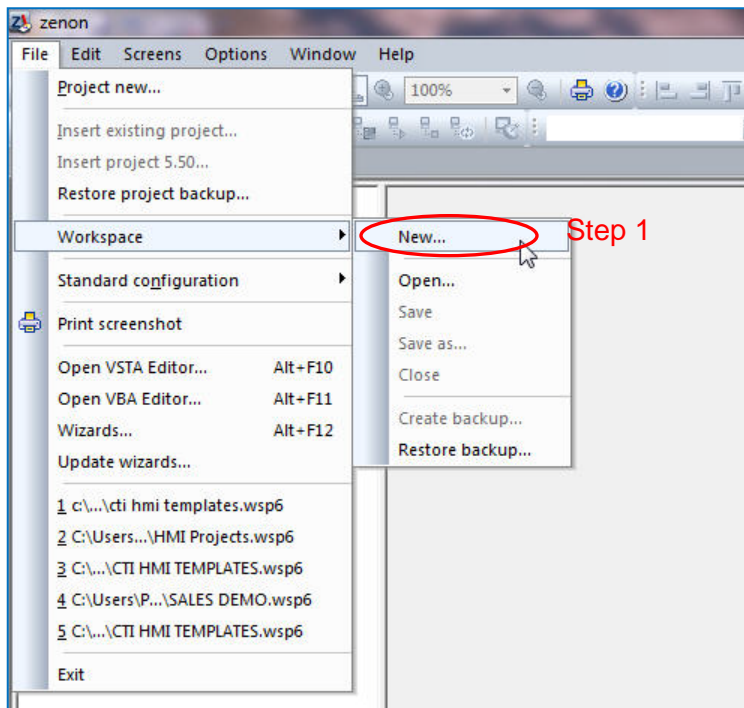 zenon
File Edit Screens Options Window Help
Project new...
100%
Insert existing project...
Insert project 5.50...
Restore project backup...
Workspace
New...
Step 1
Standard configuration
Open...
Print screenshot
Save
Save as...
Open VSTA Editor... Alt+F10
Close
Open VBA Editor... Alt+F11
Create backup...
Wizards... Alt+F12
Restore backup...
Update wizards...
1 c:\...\cti hmi templates.wsp6
2 C:\Users...\HMI Projects.wsp6
3 C:\...\CTI HMI TEMPLATES.wsp6
4 C:\Users\P...\SALES DEMO.wsp6
5 C:\...\CTI HMI TEMPLATES.wsp6
Exit